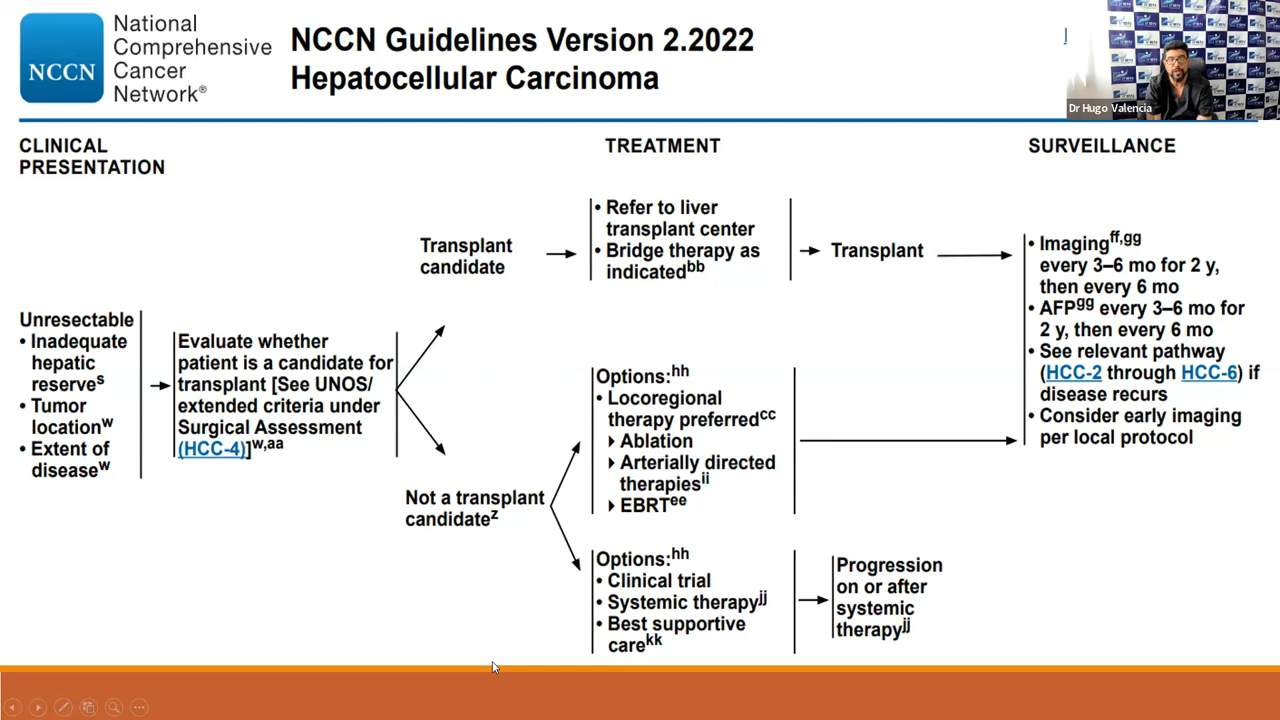 National
Comprehensive
Cancer
Network®
NCCN
NCCN Guidelines Version 2.2022
Hepatocellular Carcinoma
Dr Hugo Valencia
CLINICAL
PRESENTATION
TREATMENT
SURVEILLANCE
Unresectable
• Inadequate
hepatic
reserves
• Tumor
locationw
• Extent of
diseasew
Evaluate whether
patient is a candidate for
transplant [See UNOS/
extended criteria under
Surgical Assessment
(HCC-4)]w,aa
Transplant
candidate
• Refer to liver
transplant center
• Bridge therapy as
indicatedbb
Transplant
Not a transplant
candidatez
Options:hh
• Locoregional
therapy preferredcc
Ablation
Arterially directed
therapiesii
EBRTee
Options:hh
• Clinical trial
• Systemic therapyjj
• Best supportive
carekk
Progression
on or after
systemic
therapyjj
• Imagingff,gg
every 3–6 mo for 2 y,
then every 6 mo
• AFPgg every 3–6 mo for
2 y, then every 6 mo
• See relevant pathway
(HCC-2 through HCC-6) if
disease recurs
• Consider early imaging
per local protocol